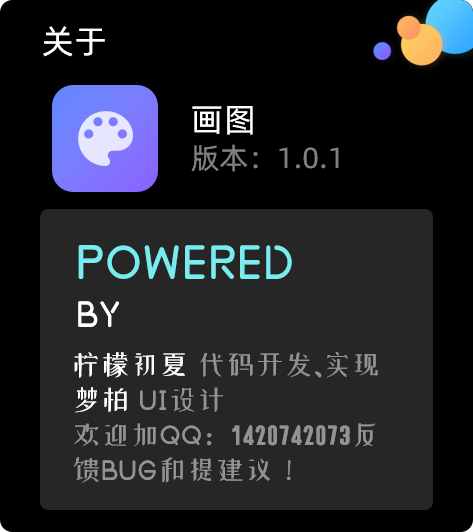 关于
画图
版本：1.0.1
POWERED
BY
柠檬初夏 代码开发、实现
梦柏 UI设计
欢迎加QQ：1420742073反
馈BUG和提建议！